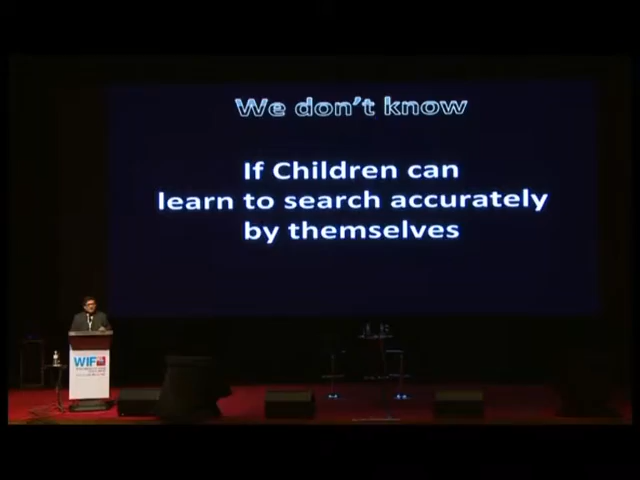 We don't know
If Children can
learn to search accurately
by themselves
WIF